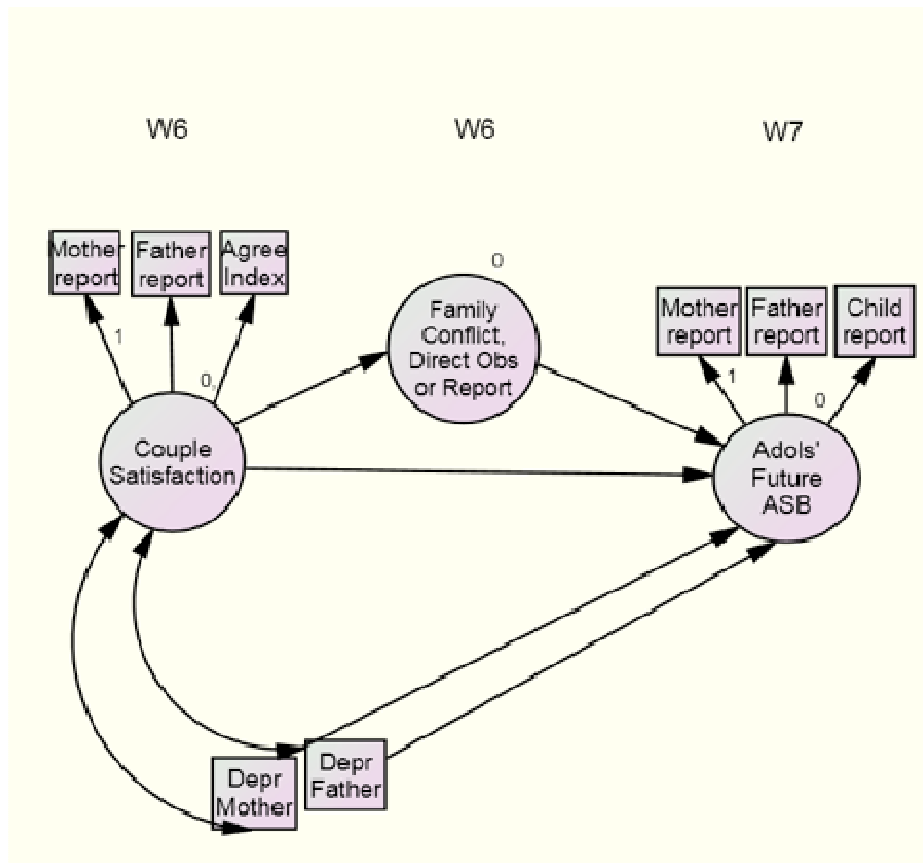 W6
W6
W7
Mother
report
Father
report
Agree
Index
1
0,
0
Family
Conflict,
Direct Obs
or Report
Mother
report
Father
report
Child
report
1
0
Couple
Satisfaction
Adols'
Future
ASB
Depr
Mother
Depr
Father